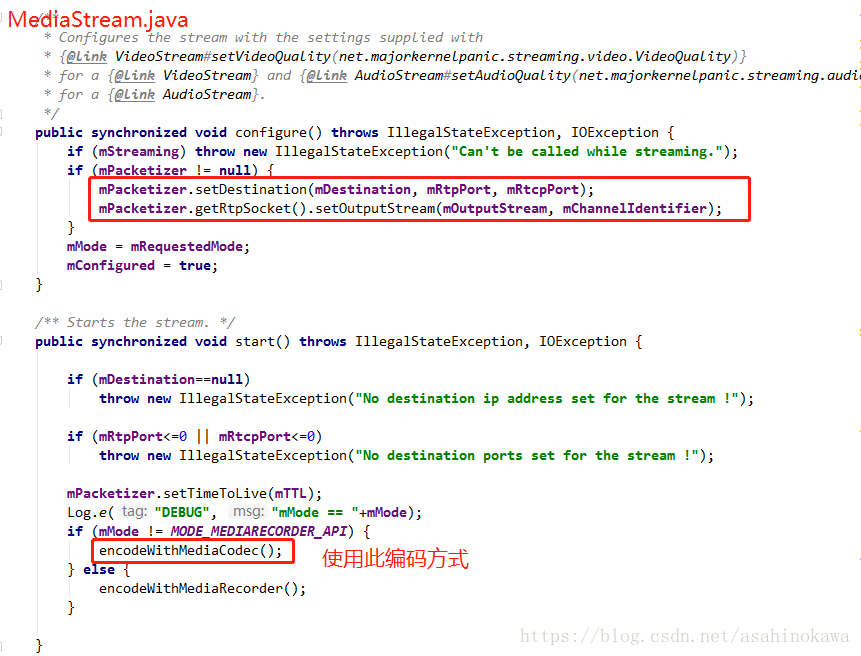 MediaStream.java
/**
* Configures the stream with the settings supplied with
* {@link VideoStream#setVideoQuality(net.majorkernelpanic.streaming.video.VideoQuality)}
* for a {@link VideoStream} and {@link AudioStream#setAudioQuality(net.majorkernelpanic.streaming.audio
* for a {@link AudioStream}.
*/
public synchronized void configure() throws IllegalStateException, IOException {
if (mStreaming) throw new IllegalStateException("Can't be called while streaming.");
if (mPacketizer != null) {
mPacketizer.setDestination(mDestination, mRtpPort, mRtcpPort);
mPacketizer.getRtpSocket().setOutputStream(mOutputStream, mChannelIdentifier);
}
mMode = mRequestedMode;
mConfigured = true;
}
/** Starts the stream. */
public synchronized void start() throws IllegalStateException, IOException {
if (mDestination==null)
throw new IllegalStateException("No destination ip address set for the stream !");
if (mRtpPort<=0 || mRtcpPort<=0)
throw new IllegalStateException("No destination ports set for the stream !");
mPacketizer.setTimeToLive(mTTL);
Log.e( tag: "DEBUG", msg: "mMode == "+mMode);
if (mMode != MODE_MEDIARECORDER_API) {
encodeWithMediaCodec(); 使用此编码方式
} else {
encodeWithMediaRecorder();
}
}
https://blog.csdn.net/asahinokawa